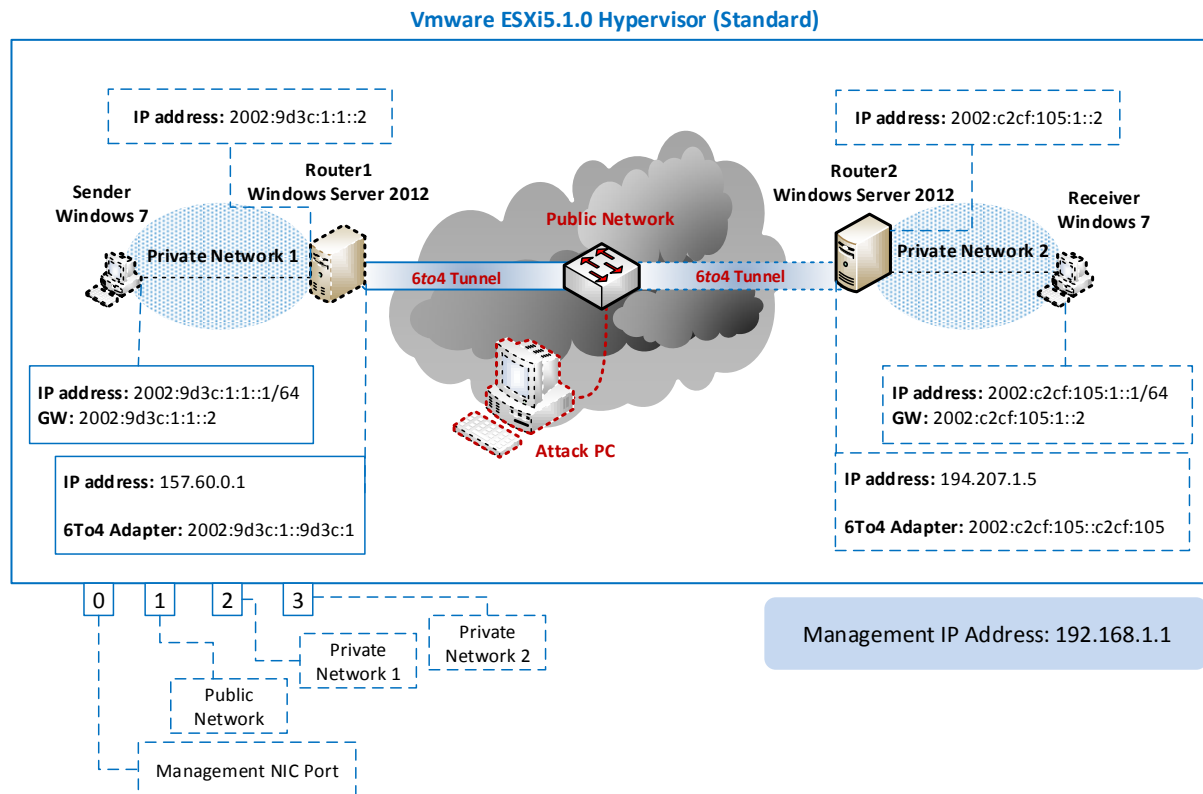 Vmware ESXi5.1.0 Hypervisor (Standard)
IP address: 2002:9d3c:1:1::2
IP address: 2002:c2cf:105:1::2
Router1
Windows Server 2012
Router2
Windows Server 2012
Sender
Windows 7
Receiver
Windows 7
Public Network
Private Network 1
Private Network 2
6to4 Tunnel
6to4 Tunnel
IP address: 2002:9d3c:1:1::1/64
GW: 2002:9d3c:1:1::2
IP address: 2002:c2cf:105:1::1/64
GW: 2002:c2cf:105:1::2
Attack PC
IP address: 157.60.0.1
6To4 Adapter: 2002:9d3c:1::9d3c:1
IP address: 194.207.1.5
6To4 Adapter: 2002:c2cf:105::c2cf:105
0
1
2
3
Private
Network 2
Private
Network 1
Public
Network
Management NIC Port
Management IP Address: 192.168.1.1